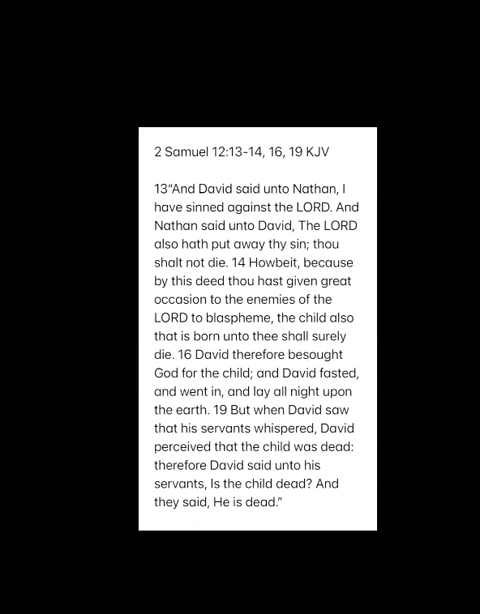 2 Samuel 12:13-14, 16, 19 KJV
13“And David said unto Nathan, I
have sinned against the LORD. And
Nathan said unto David, The LORD
also hath put away thy sin; thou
shalt not die. 14 Howbeit, because
by this deed thou hast given great
occasion to the enemies of the
LORD to blaspheme, the child also
that is born unto thee shall surely
die. 16 David therefore besought
God for the child; and David fasted,
and went in, and lay all night upon
the earth. 19 But when David saw
that his servants whispered, David
perceived that the child was dead:
therefore David said unto his
servants, Is the child dead? And
they said, He is dead.”